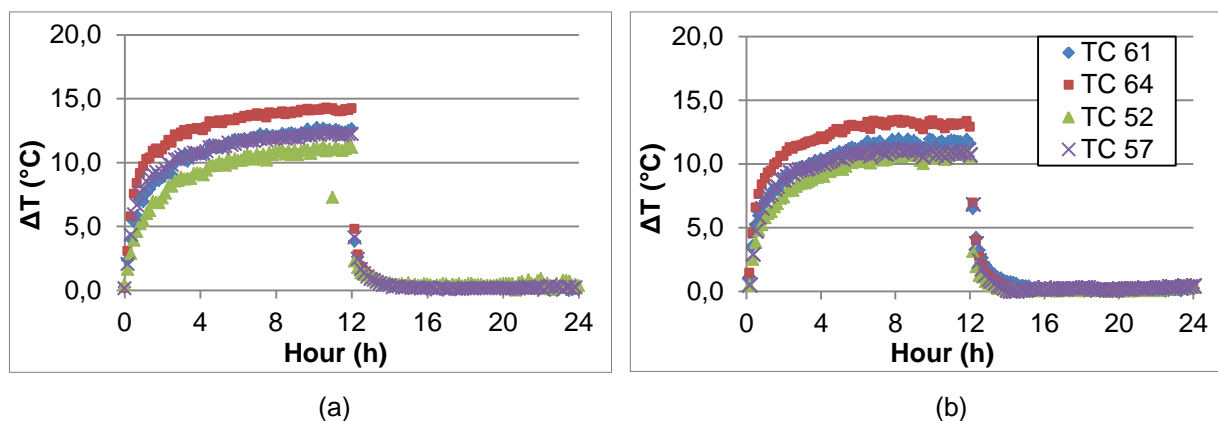 20,0
15,0
10,0
5,0
0,0
ΔT (°C)
0 4 8 12 16 20 24
Hour (h)
(a)
20,0
15,0
10,0
5,0
0,0
ΔT (°C)
0 4 8 12 16 20 24
Hour (h)
TC 61
TC 64
TC 52
TC 57
(b)